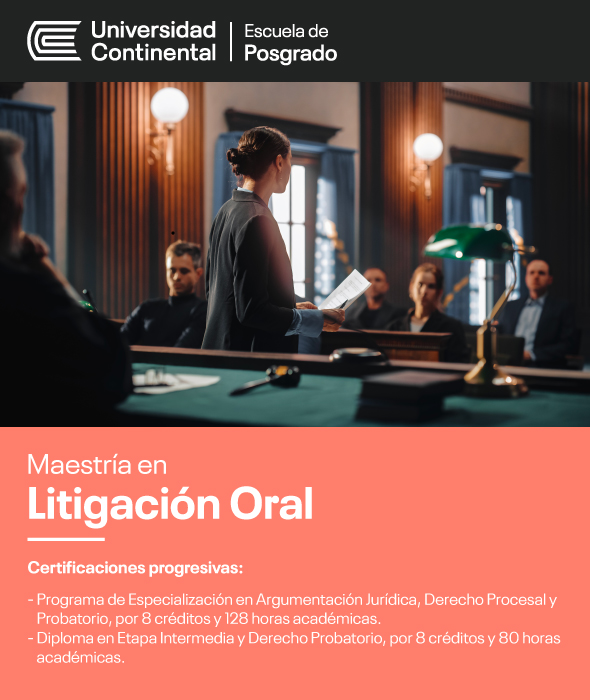 Universidad
Continental
Escuela de
Posgrado
Maestría en
Litigación Oral
Certificaciones progresivas:
- Programa de Especialización en Argumentación Jurídica, Derecho Procesal y
Probatorio, por 8 créditos y 128 horas académicas.
- Diploma en Etapa Intermedia y Derecho Probatorio, por 8 créditos y 80 horas
académicas.